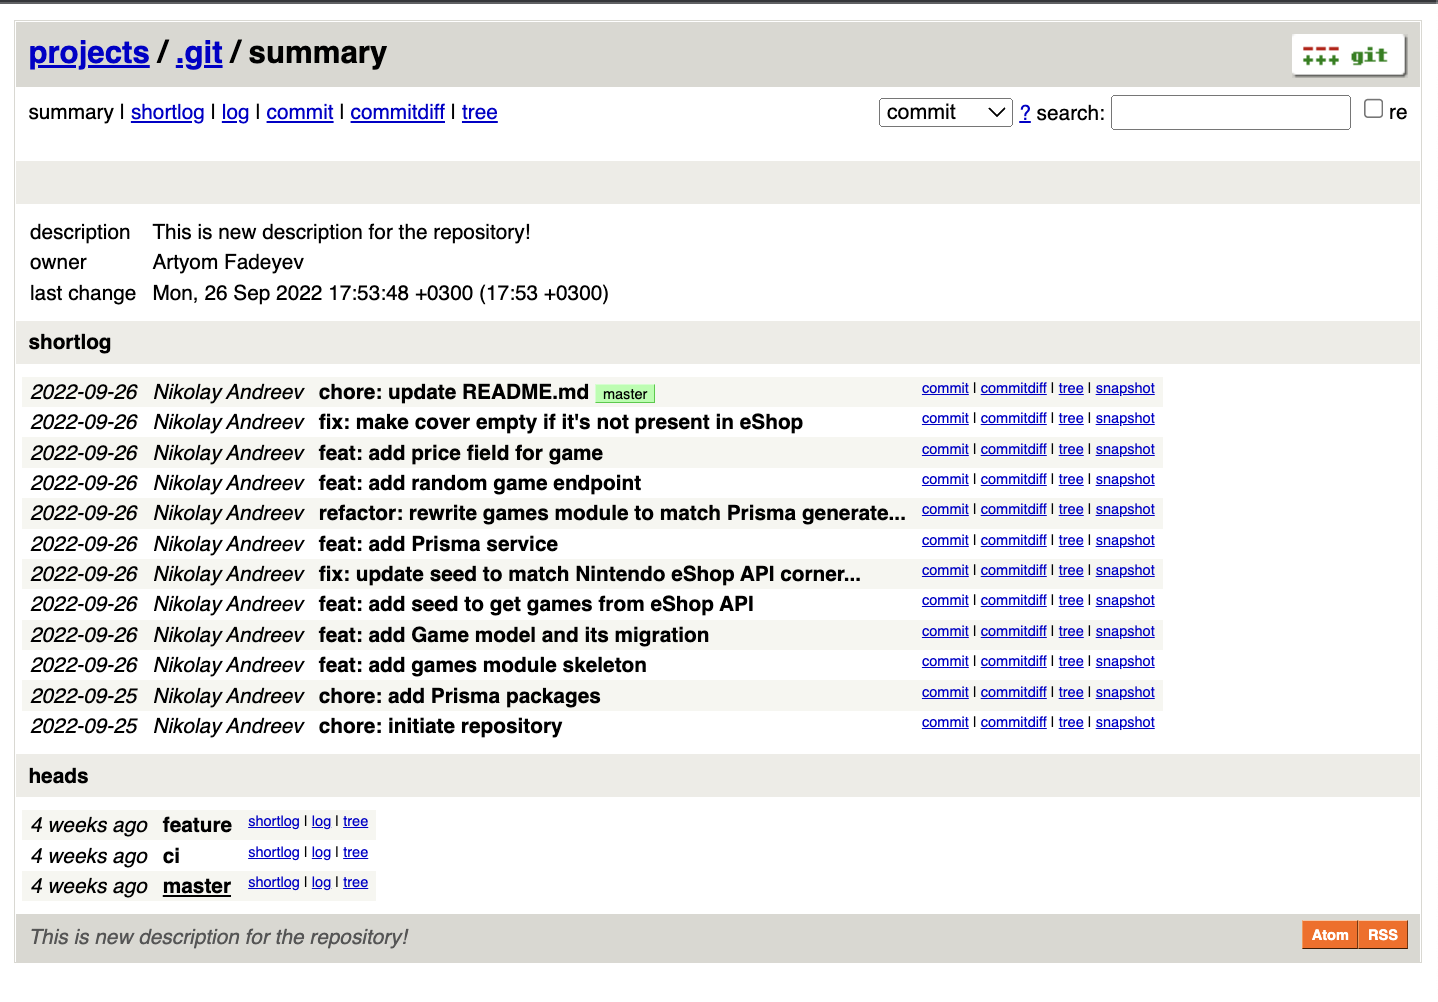 projects / .git / summary
git
summary | shortlog | log | commit | commitdiff | tree
commit ? search: re
description This is new description for the repository!
owner Artyom Fadeyev
last change Mon, 26 Sep 2022 17:53:48 +0300 (17:53 +0300)
shortlog
2022-09-26 Nikolay Andreev chore: update README.md master commit | commitdiff | tree | snapshot
2022-09-26 Nikolay Andreev fix: make cover empty if it's not present in eShop commit | commitdiff | tree | snapshot
2022-09-26 Nikolay Andreev feat: add price field for game commit | commitdiff | tree | snapshot
2022-09-26 Nikolay Andreev feat: add random game endpoint commit | commitdiff | tree | snapshot
2022-09-26 Nikolay Andreev refactor: rewrite games module to match Prisma generate... commit | commitdiff | tree | snapshot
2022-09-26 Nikolay Andreev feat: add Prisma service commit | commitdiff | tree | snapshot
2022-09-26 Nikolay Andreev fix: update seed to match Nintendo eShop API corner... commit | commitdiff | tree | snapshot
2022-09-26 Nikolay Andreev feat: add seed to get games from eShop API commit | commitdiff | tree | snapshot
2022-09-26 Nikolay Andreev feat: add Game model and its migration commit | commitdiff | tree | snapshot
2022-09-26 Nikolay Andreev feat: add games module skeleton commit | commitdiff | tree | snapshot
2022-09-25 Nikolay Andreev chore: add Prisma packages commit | commitdiff | tree | snapshot
2022-09-25 Nikolay Andreev chore: initiate repository commit | commitdiff | tree | snapshot
heads
4 weeks ago feature shortlog | log | tree
4 weeks ago ci shortlog | log | tree
4 weeks ago master shortlog | log | tree
This is new description for the repository!
Atom RSS